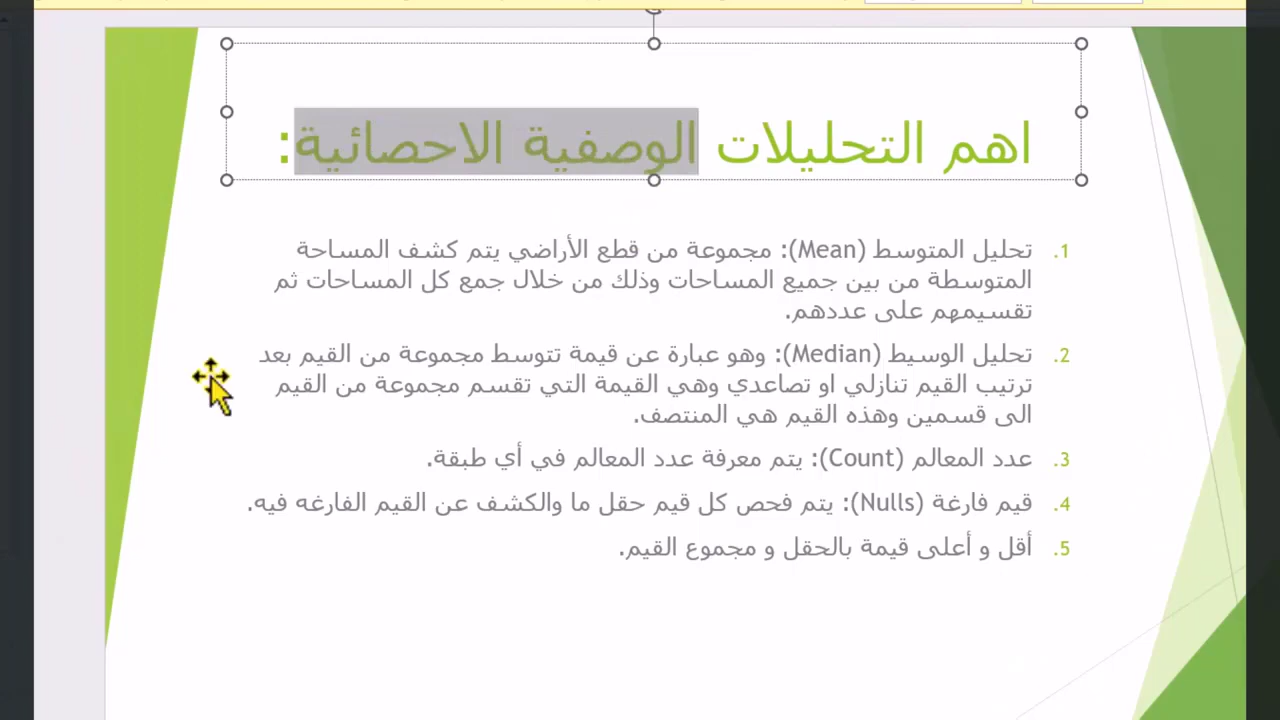 اهم التحليلات الوصفية الاحصائية:
1. تحليل المتوسط (Mean): مجموعة من قطع الأراضي يتم كشف المساحة
المتوسطة من بين جميع المساحات وذلك من خلال جمع كل المساحات ثم
تقسيمهم على عددهم.
2. تحليل الوسيط (Median): وهو عبارة عن قيمة تتوسط مجموعة من القيم بعد
ترتيب القيم تنازلي او تصاعدي وهي القيمة التي تقسم مجموعة من القيم
الى قسمين وهذه القيم هي المنتصف.
3. عدد المعالم (Count): يتم معرفة عدد المعالم في أي طبقة.
4. قيم فارغة (Nulls): يتم فحص كل قيم حقل ما والكشف عن القيم الفارغه فيه.
5. أقل و أعلى قيمة بالحقل و مجموع القيم.